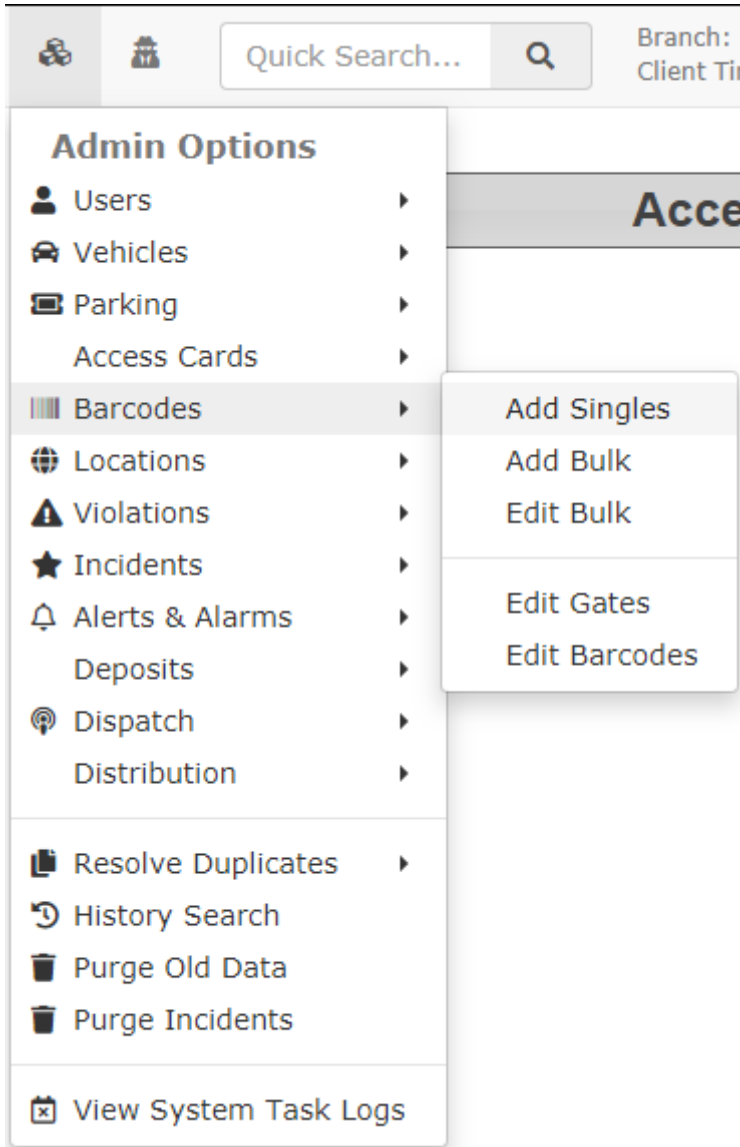 Quick Search...
Branch:
Client Ti
Admin Options
Acce
Users
Vehicles
Parking
Access Cards
Barcodes
Locations
Violations
Incidents
Alerts & Alarms
Deposits
Dispatch
Distribution
Add Singles
Add Bulk
Edit Bulk
Edit Gates
Edit Barcodes
Resolve Duplicates
History Search
Purge Old Data
Purge Incidents
View System Task Logs